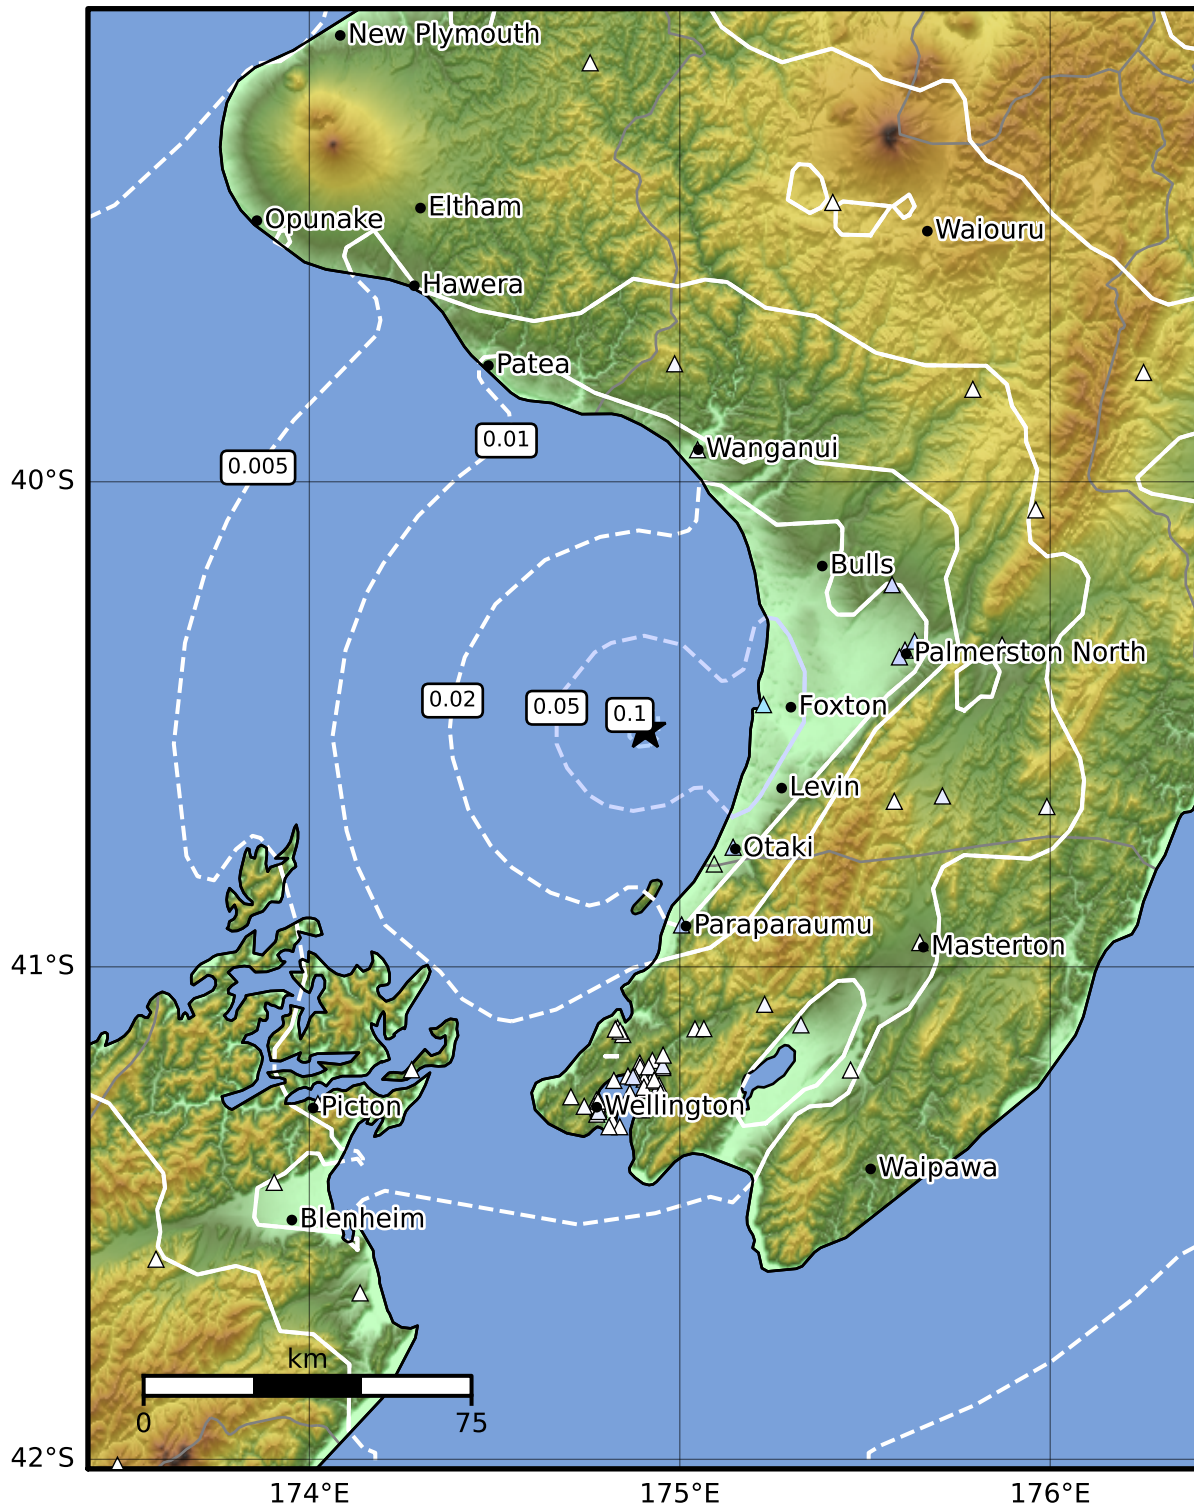 New Plymouth
Eltham
Opunake
Waiouru
Hawera
Patea
0.01
Wanganui
0.005
40°S
Bulls
Palmerston North
0.02
0.05
0.1
Foxton
Levin
Otaki
Paraparaumu
Masterton
41°S
Picton
Wellington
Waipawa
Blenheim
km
0
75
42°S
174°E
175°E
176°E